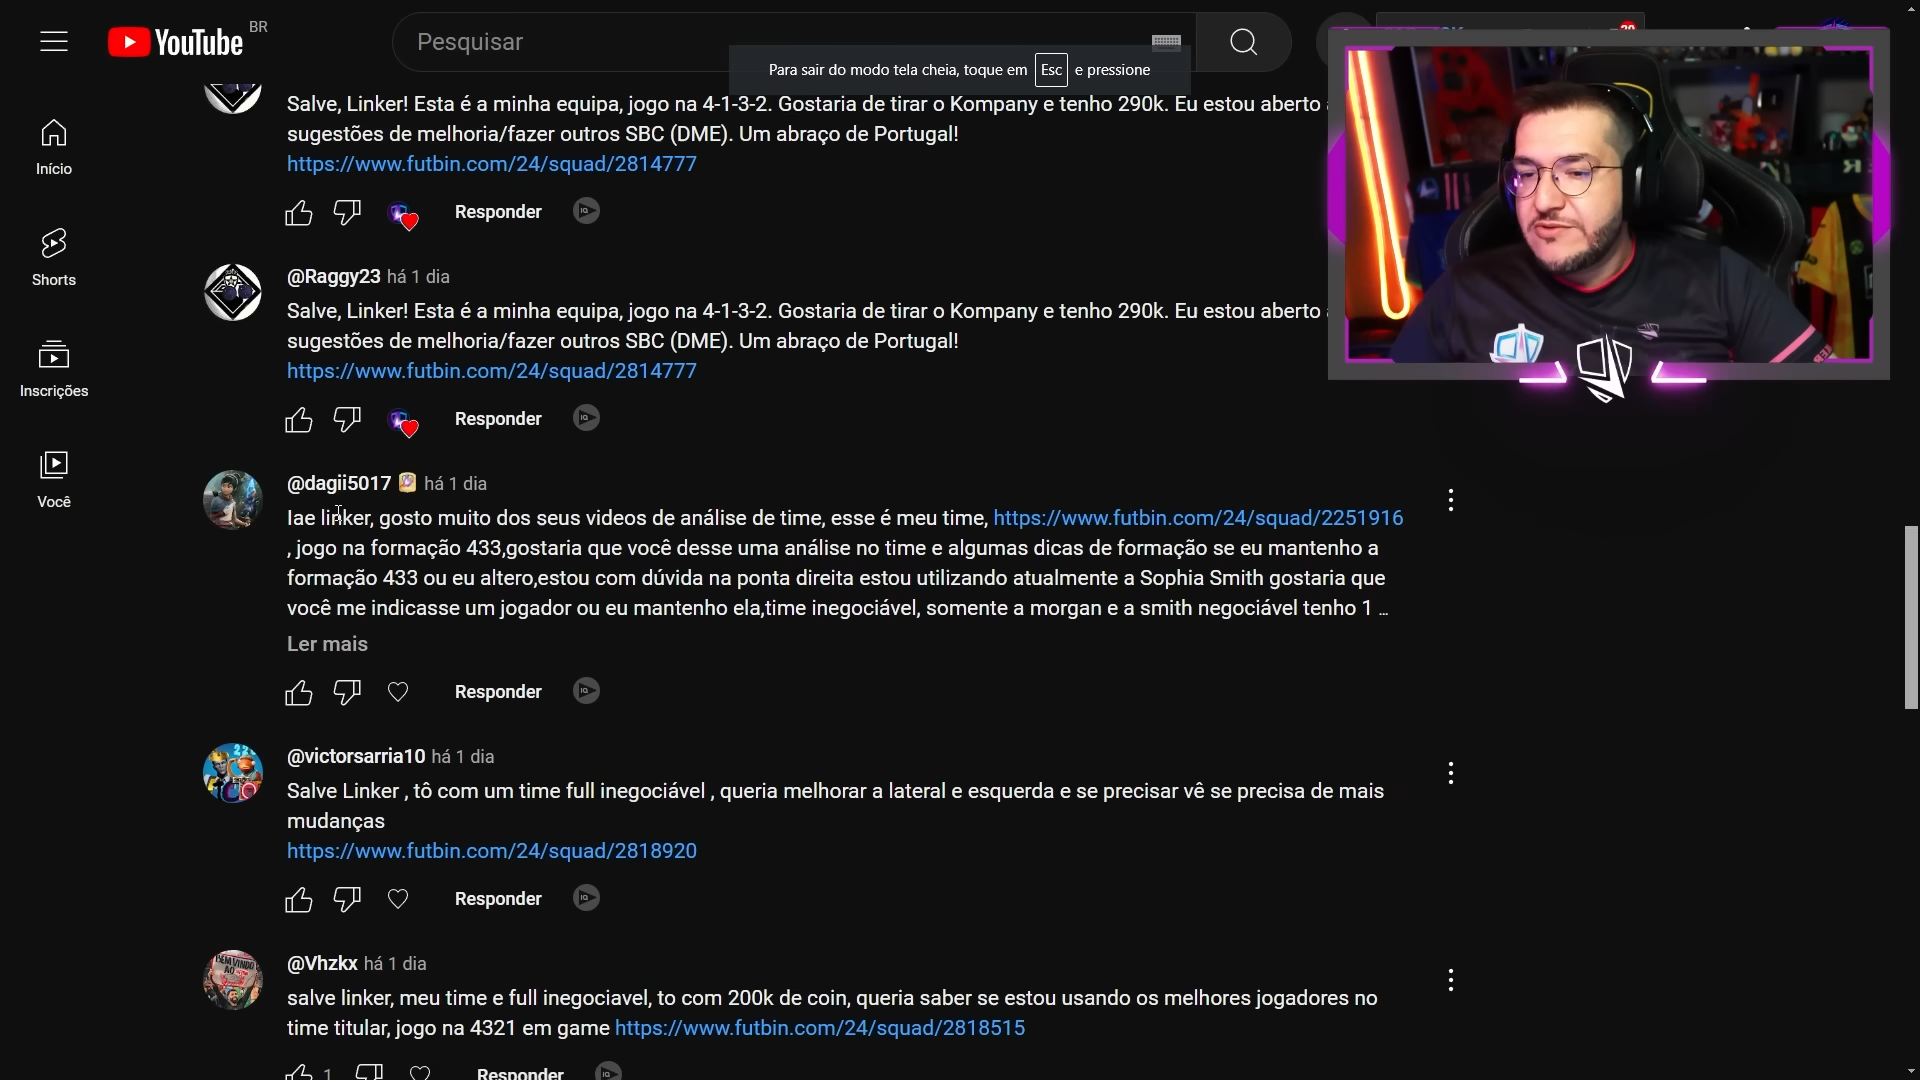 YouTube BR
Pesquisar
Para sair do modo tela cheia, toque em Esc e pressione
Início
Shorts
Inscrições
Você
Salve, Linker! Esta é a minha equipa, jogo na 4-1-3-2. Gostaria de tirar o Kompany e tenho 290k. Eu estou aberto
sugestões de melhoria/fazer outros SBC (DME). Um abraço de Portugal!
https://www.futbin.com/24/squad/2814777
Responder
@Raggy23 há 1 dia
Salve, Linker! Esta é a minha equipa, jogo na 4-1-3-2. Gostaria de tirar o Kompany e tenho 290k. Eu estou aberto
sugestões de melhoria/fazer outros SBC (DME). Um abraço de Portugal!
https://www.futbin.com/24/squad/2814777
Responder
@dagii5017 há 1 dia
Iae linker, gosto muito dos seus videos de análise de time, esse é meu time, https://www.futbin.com/24/squad/2251916
, jogo na formação 433,gostaria que você desse uma análise no time e algumas dicas de formação se eu mantenho a
formação 433 ou eu altero,estou com dúvida na ponta direita estou utilizando atualmente a Sophia Smith gostaria que
você me indicasse um jogador ou eu mantenho ela,time inegociável, somente a morgan e a smith negociável tenho 1 ...
Ler mais
Responder
@victorsarria10 há 1 dia
Salve Linker , tô com um time full inegociável , queria melhorar a lateral e esquerda e se precisar vê se precisa de mais
mudanças
https://www.futbin.com/24/squad/2818920
Responder
@Vhzkx há 1 dia
salve linker, meu time e full inegociavel, to com 200k de coin, queria saber se estou usando os melhores jogadores no
time titular, jogo na 4321 em game https://www.futbin.com/24/squad/2818515
1 Responder